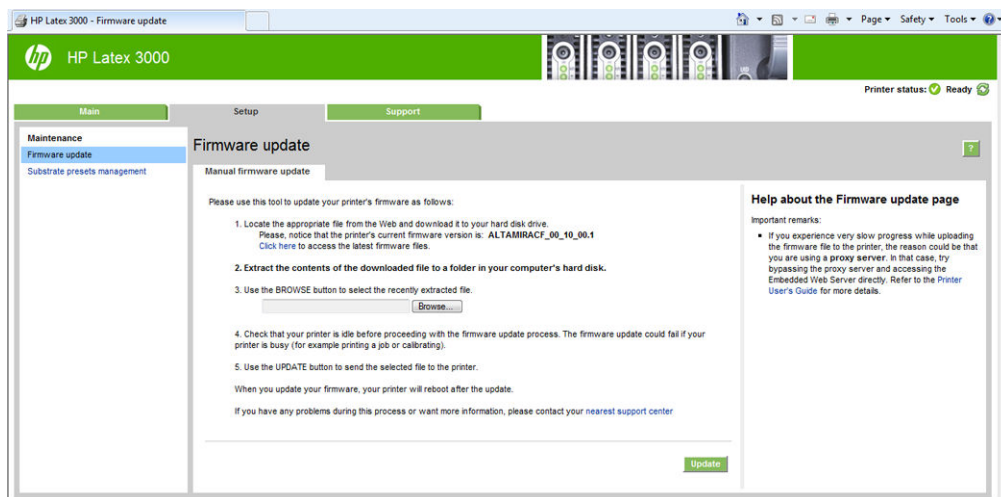 HP Latex 3000 - Firmware update
Page Safety Tools
hp HP Latex 3000
Printer status: Ready
Main Setup Support
Maintenance
Firmware update
Substrate presets management
Firmware update
?
Manual firmware update
Please use this tool to update your printer's firmware as follows:
1. Locate the appropriate file from the Web and download it to your hard disk drive.
Please, notice that the printer's current firmware version is: ALTAMIRACF_00_10_00.1
Click here to access the latest firmware files.
2. Extract the contents of the downloaded file to a folder in your computer's hard disk.
3. Use the BROWSE button to select the recently extracted file.
Browse...
4. Check that your printer is idle before proceeding with the firmware update process. The firmware update could fail if your
printer is busy (for example printing a job or calibrating).
5. Use the UPDATE button to send the selected file to the printer.
When you update your firmware, your printer will reboot after the update.
If you have any problems during this process or want more information, please contact your nearest support center
Update
Help about the Firmware update page
Important remarks:
If you experience very slow progress while uploading
the firmware file to the printer, the reason could be that
you are using a proxy server. In that case, try
bypassing the proxy server and accessing the
Embedded Web Server directly. Refer to the Printer
User's Guide for more details.